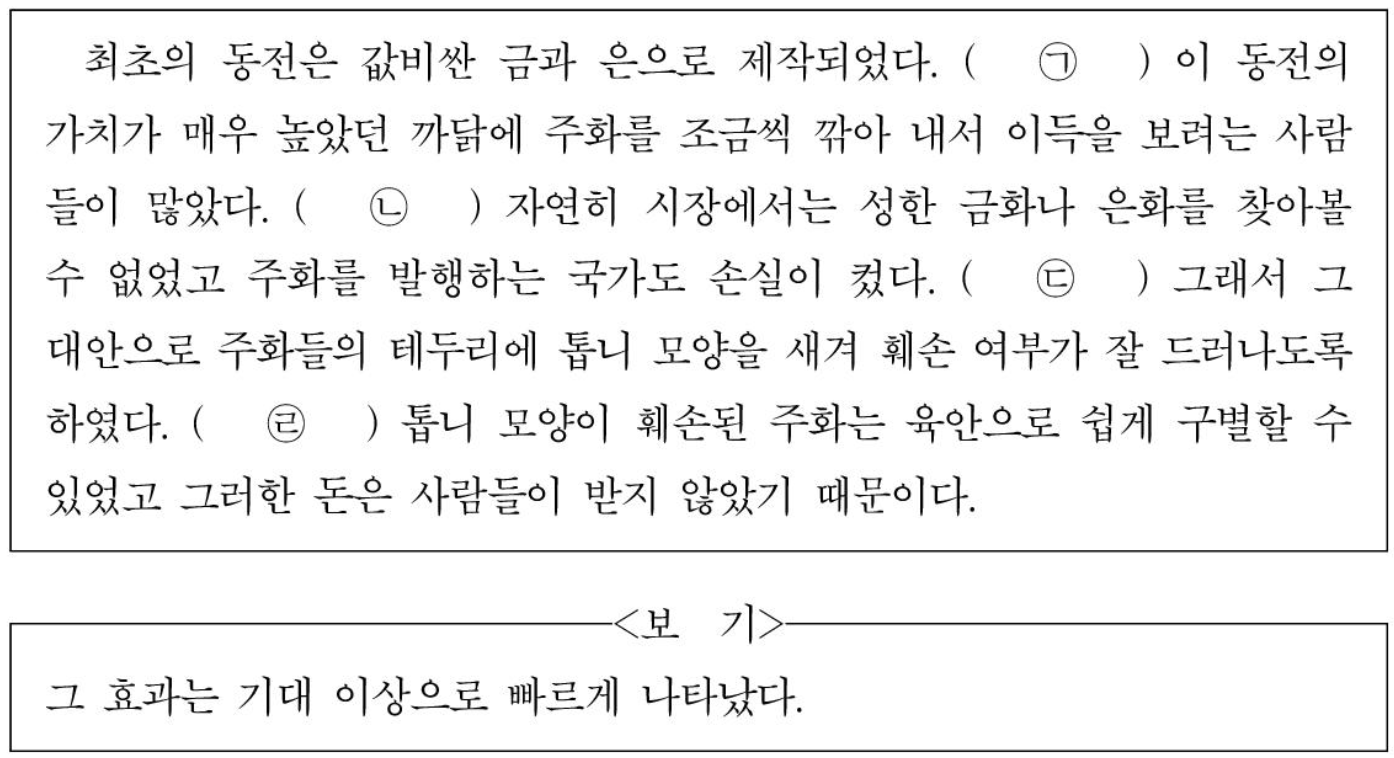 최초의 동전은 값비싼 금과 은으로 제작되었다. ( ㉠ ) 이 동전의
가치가 매우 높았던 까닭에 주화를 조금씩 깎아 내서 이득을 보려는 사람
들이 많았다. ( ㉡ ) 자연히 시장에서는 성한 금화나 은화를 찾아볼
수 없었고 주화를 발행하는 국가도 손실이 컸다. ( ㉢ ) 그래서 그
대안으로 주화들의 테두리에 톱니 모양을 새겨 훼손 여부가 잘 드러나도록
하였다. ( ㉣ ) 톱니 모양이 훼손된 주화는 육안으로 쉽게 구별할 수
있었고 그러한 돈은 사람들이 받지 않았기 때문이다.
<보 기>
그 효과는 기대 이상으로 빠르게 나타났다.